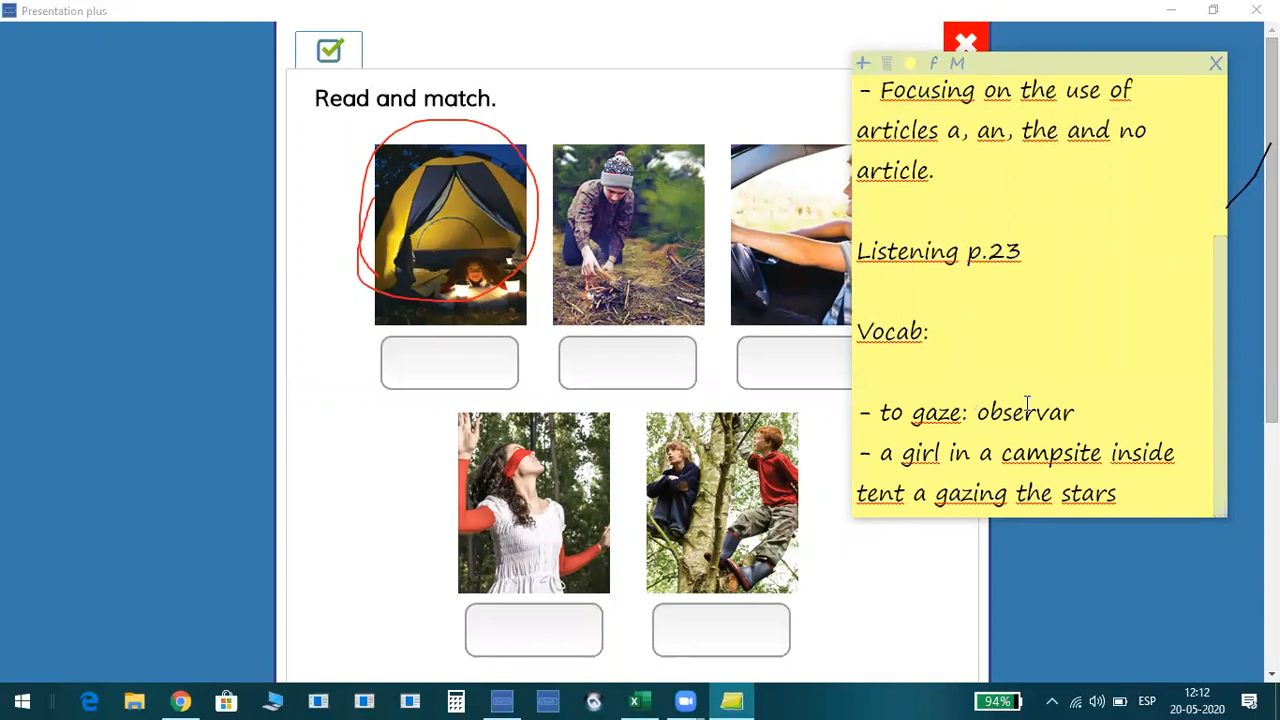 Presentation plus
Read and match.
+ f M X
- Focusing on the use of
articles a, an, the and no
article.
Listening p.23
Vocab:
- to gaze: observar
- a girl in a campsite inside
tent a gazing the stars
94%
ESP
12:12
20-05-2020